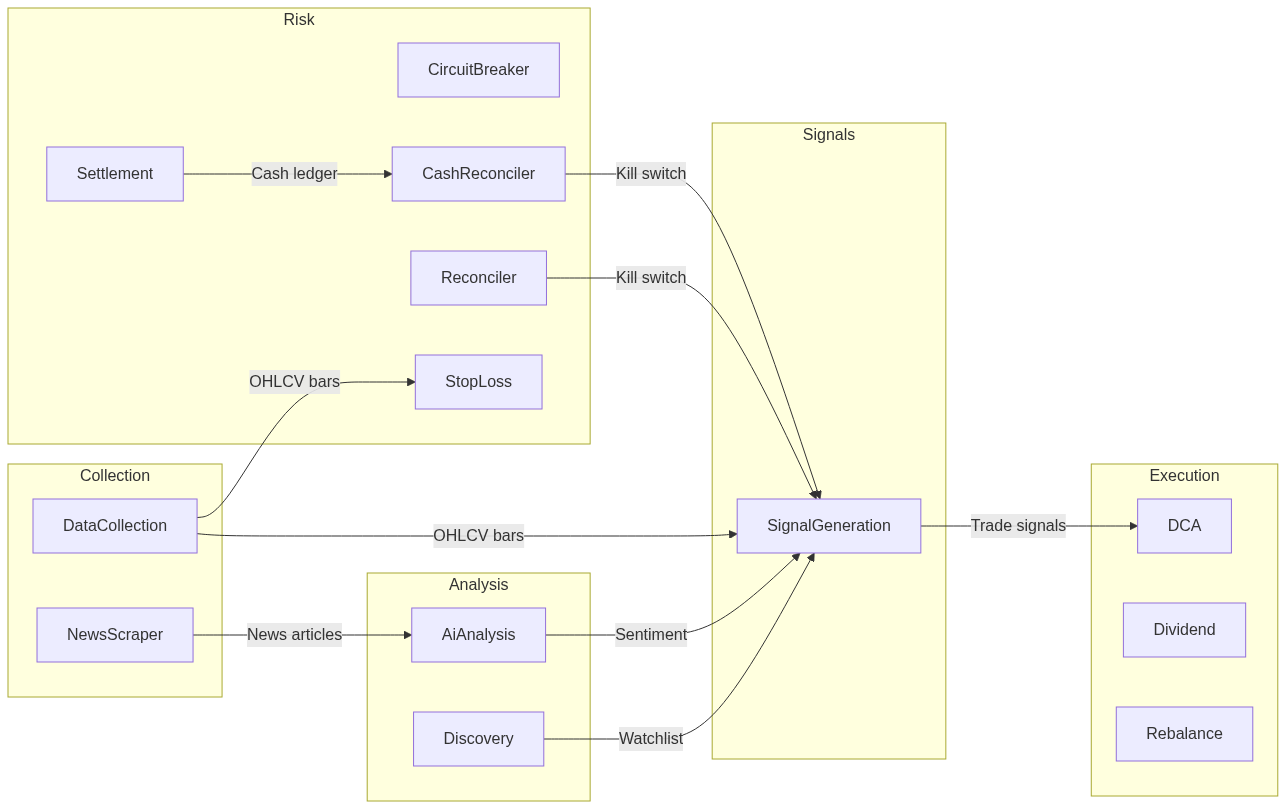 Risk
CircuitBreaker
Settlement
Cash ledger
CashReconciler
Kill switch
Reconciler
Kill switch
OHLCV bars
StopLoss
Collection
DataCollection
OHLCV bars
NewsScraper
News articles
Analysis
AiAnalysis
Sentiment
Discovery
Watchlist
Signals
SignalGeneration
Trade signals
Execution
DCA
Dividend
Rebalance